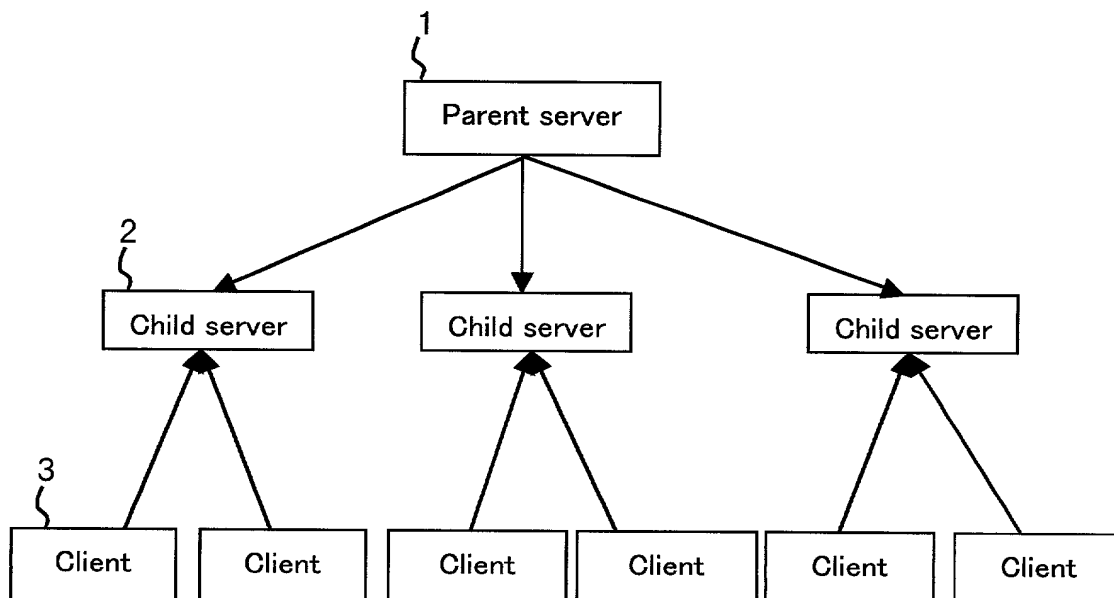 1
Parent server
2
Child server
Child server
Child server
3
Client
Client
Client
Client
Client
Client